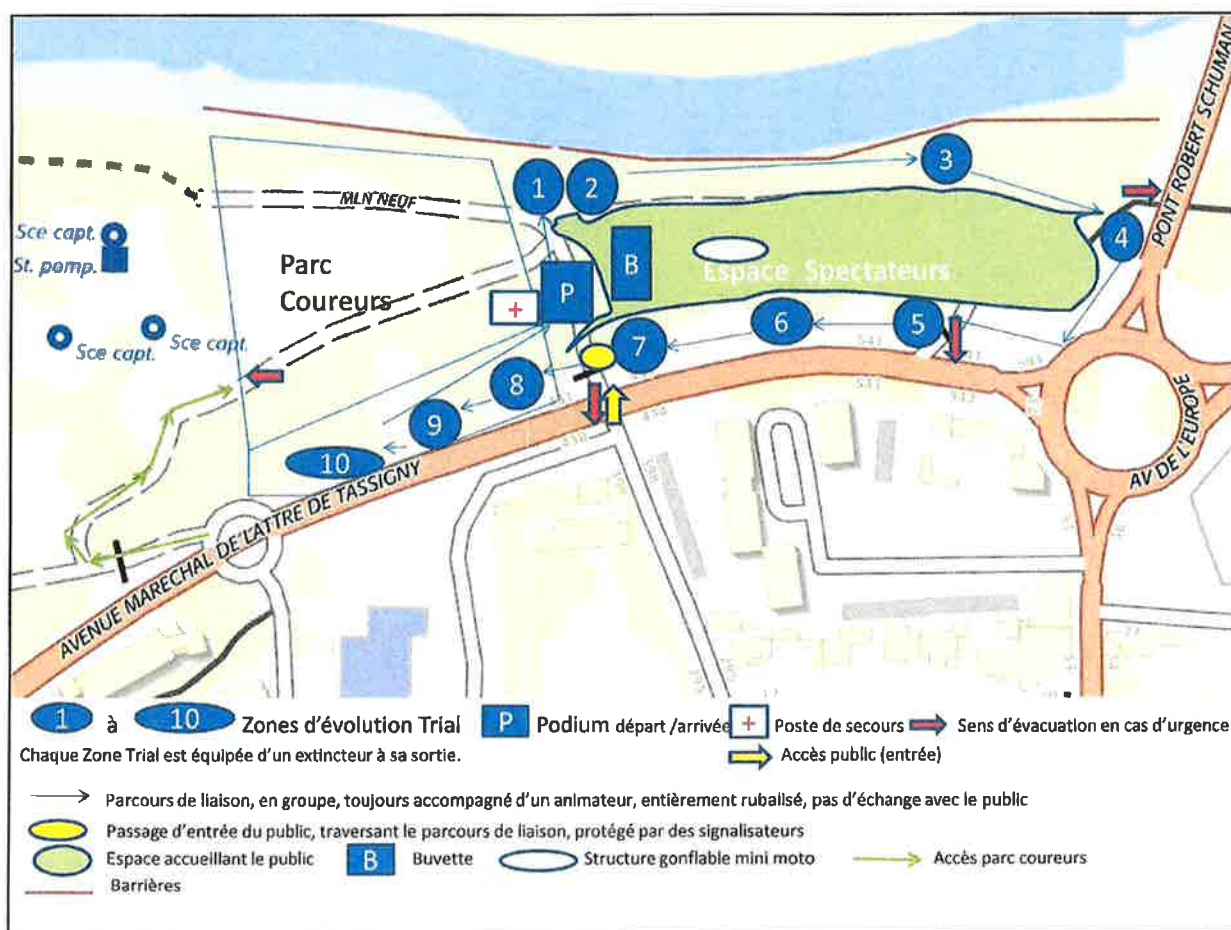 3
1
2
PONT ROBERT SCHUMAN
MLN NEUF
Sce capt.
St. pomp.
4
Parc
Coureurs
B
Espace Spectateurs
P
Sce capt.
Sce capt.
5
6
7
8
9
10
541
541
542
AV DE L'EUROPE
AVENUE MARECHAL DE LATTRE DE TASSIGNY
1 à 10 Zones d'évolution Trial P Podium départ /arrivée Poste de secours Sens d'évacuation en cas d'urgence
Chaque Zone Trial est équipée d'un extincteur à sa sortie. Accès public (entrée)
Parcours de liaison, en groupe, toujours accompagné d'un animateur, entièrement rubalisé, pas d'échange avec le public
Passage d'entrée du public, traversant le parcours de liaison, protégé par des signalisateurs
Espace accueillant le public B Buvette Structure gonflable mini moto Accès parc coureurs
Barrières